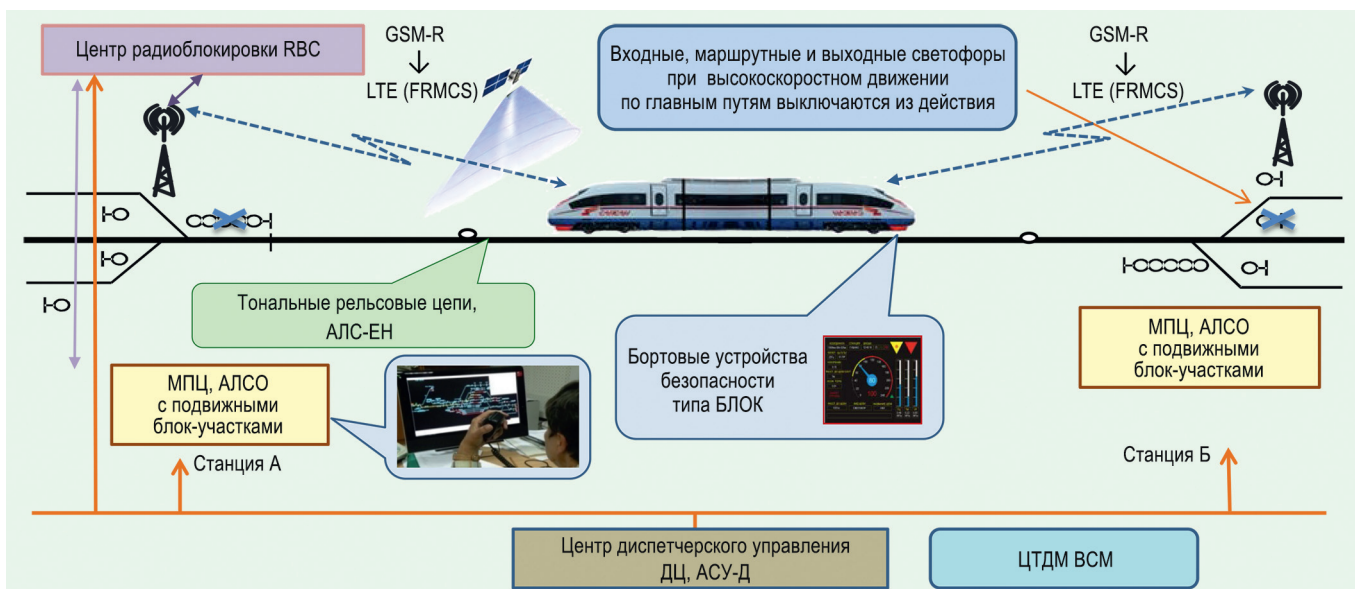 Центр радиоблокировки RBC
GSM-R
LTE (FRMCS)
Входные, маршрутные и выходные светофоры
при высокоскоростном движении
по главным путям выключаются из действия
GSM-R
LTE (FRMCS)
Тональные рельсовые цепи,
АЛС-ЕН
Бортовые устройства
безопасности
типа БЛОК
МПЦ, АЛСО
с подвижными
блок-участками
МПЦ, АЛСО
с подвижными
блок-участками
Станция А
Станция Б
Центр диспетчерского управления
ДЦ, АСУ-Д
ЦТДМ ВСМ